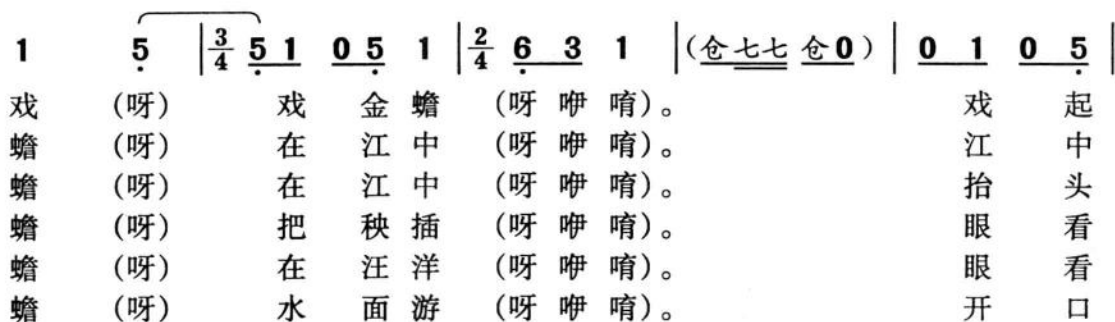 1 5 | 3/4 5 1 0 5 1 | 2/4 6 3 1 | (仓 七七 仓 0) | 0 1 0 5 |
戏 (呀) 戏 金 蟾 (呀 咿 唷)。 戏 起
蟾 (呀) 在 江 中 (呀 咿 唷)。 江 中
蟾 (呀) 在 江 中 (呀 咿 唷)。 抬 头
蟾 (呀) 把 秧 插 (呀 咿 唷)。 眼 看
蟾 (呀) 在 汪 洋 (呀 咿 唷)。 眼 看
蟾 (呀) 水 面 游 (呀 咿 唷)。 开 口